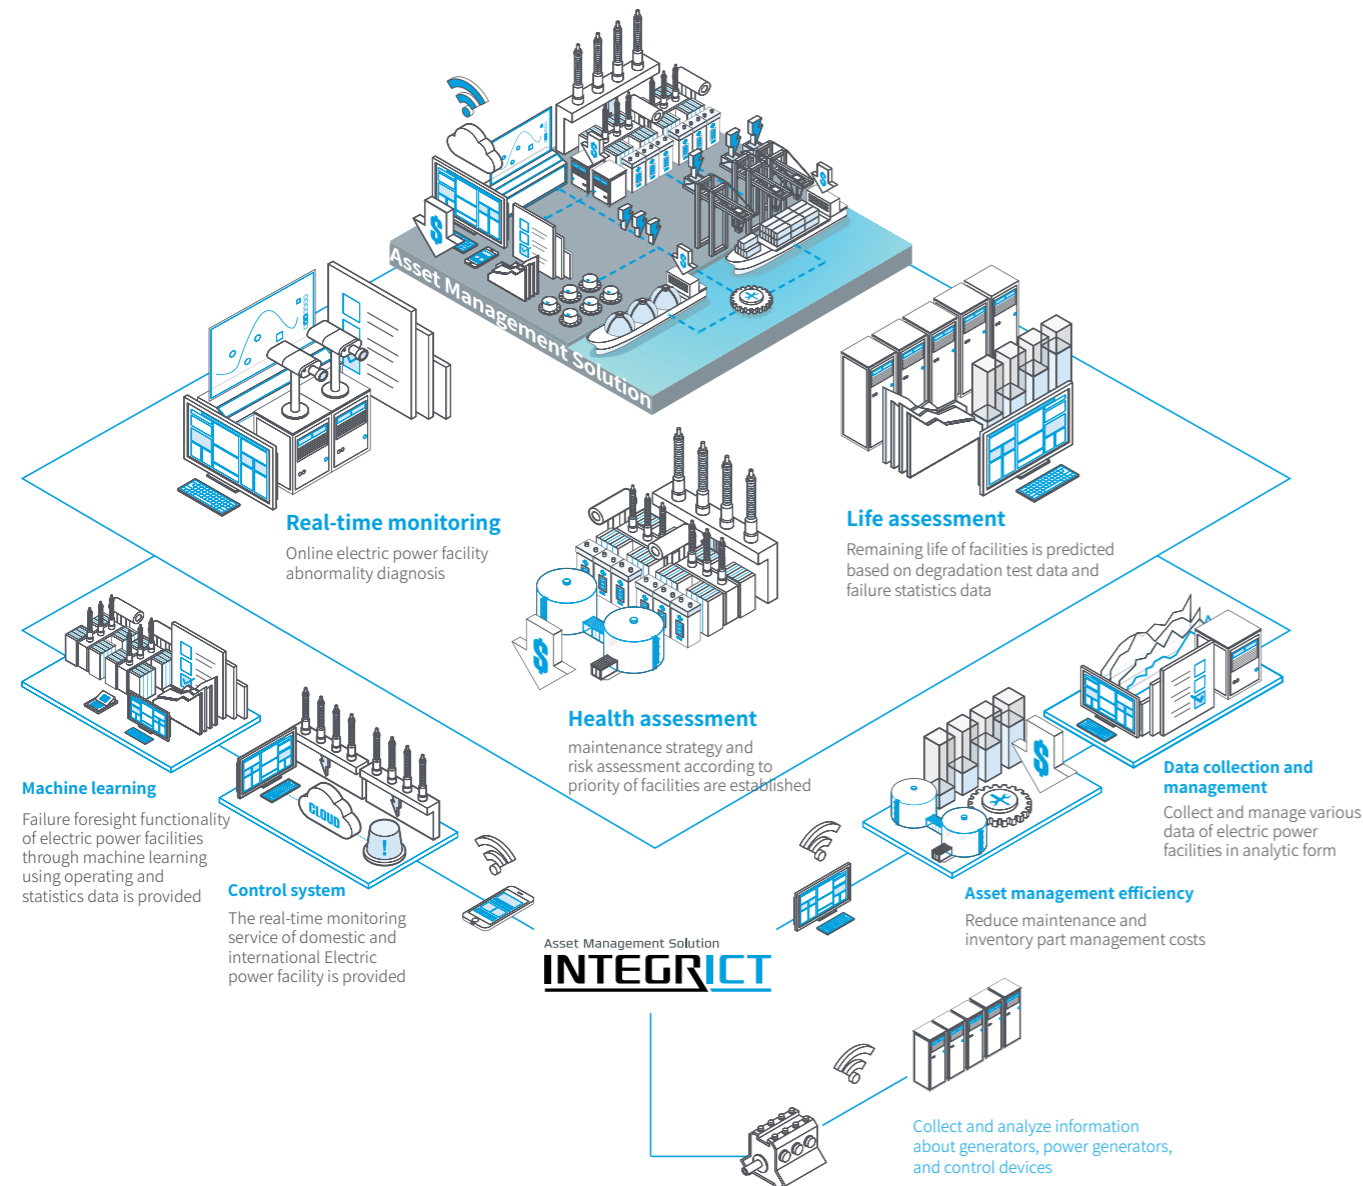 Asset Management Solution
Real-time monitoring
Online electric power facility
abnormality diagnosis
Life assessment
Remaining life of facilities is predicted
based on degradation test data and
failure statistics data
Health assessment
maintenance strategy and
risk assessment according to
priority of facilities are established
Machine learning
Failure foresight functionality
of electric power facilities
through machine learning
using operating and
statistics data is provided
CLOUD
!
Control system
The real-time monitoring
service of domestic and
international Electric
power facility is provided
Data collection and
management
Collect and manage various
data of electric power
facilities in analytic form
Asset management efficiency
Reduce maintenance and
inventory part management costs
Asset Management Solution
INTEGRICT
Collect and analyze information
about generators, power generators,
and control devices